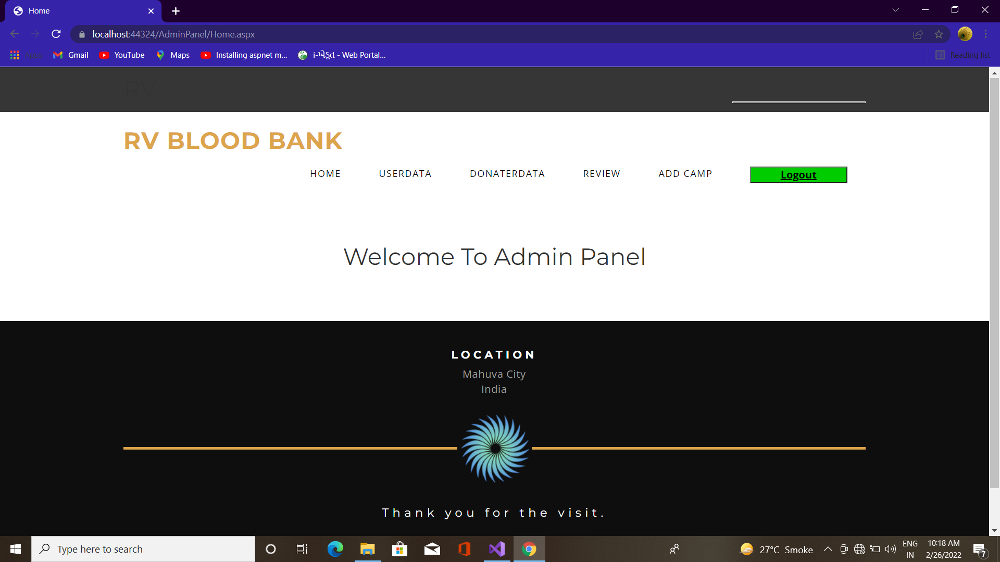 Home
localhost:44324/AdminPanel/Home.aspx
Apps Gmail YouTube Maps Installing aspnet m... i-ખેડૂત - Web Portal... Reading list
RV
RV BLOOD BANK
HOME USERDATA DONATERDATA REVIEW ADD CAMP Logout
Welcome To Admin Panel
LOCATION
Mahuva City
India
Thank you for the visit.
Type here to search
27°C Smoke
ENG
IN
10:18 AM
2/26/2022
7